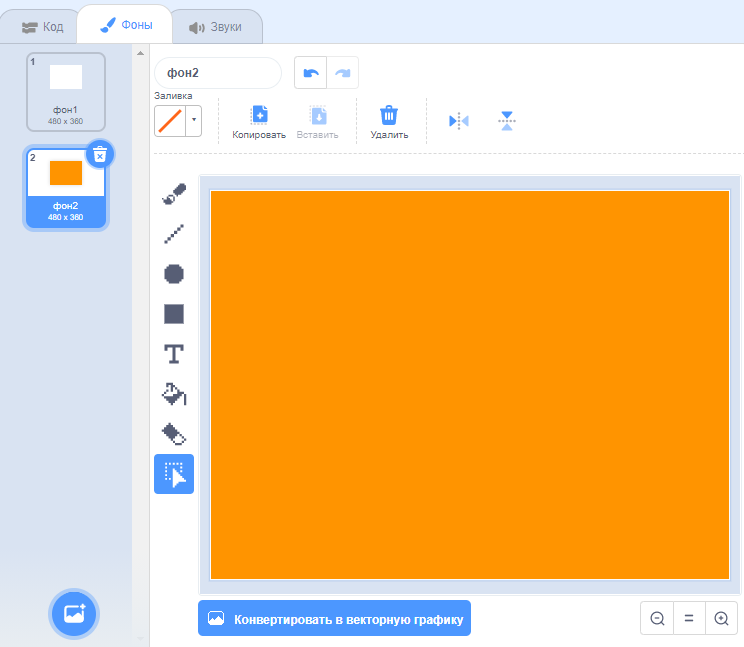 Код
Фоны
Звуки
1
фон1
480 x 360
2
фон2
480 x 360
фон2
Заливка
Копировать
Вставить
Удалить
T
Конвертировать в векторную графику